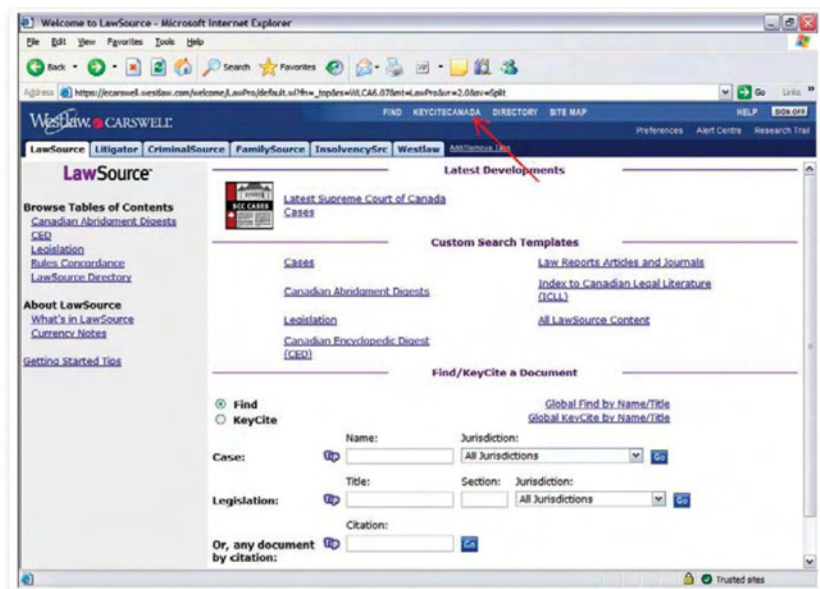 Welcome to LawSource - Microsoft Internet Explorer
File Edit View Favorites Tools Help
Back Search Favorites
Address https://ecarswell.westlaw.com/welcome/LawPro/default.wl?fn=_top&rs=WLCA6.07&mt=LawPro&vr=2.0&sv=Split Go Links
FIND KEYCITECANADA DIRECTORY SITE MAP HELP SIGN OFF
Westlaw CARSWELL
Preferences Alert Centre Research Trail
LawSource Litigator CriminalSource FamilySource InsolvencySrc Westlaw Add/Remove Tabs
LawSource
Browse Tables of Contents
Canadian Abridgment Digests
CED
Legislation
Rules Concordance
LawSource Directory
About LawSource
What's in LawSource
Currency Notes
Getting Started Tips
Latest Developments
SCC CASES
Latest Supreme Court of Canada
Cases
Custom Search Templates
Cases
Law Reports Articles and Journals
Canadian Abridgment Digests
Index to Canadian Legal Literature
(ICLL)
Legislation
All LawSource Content
Canadian Encyclopedic Digest
(CED)
Find/KeyCite a Document
Find
KeyCite
Global Find by Name/Title
Global KeyCite by Name/Title
Name: Jurisdiction:
Case: Tip All Jurisdictions Go
Title: Section: Jurisdiction:
Legislation: Tip All Jurisdictions Go
Citation:
Or, any document Tip Go
by citation:
Trusted sites